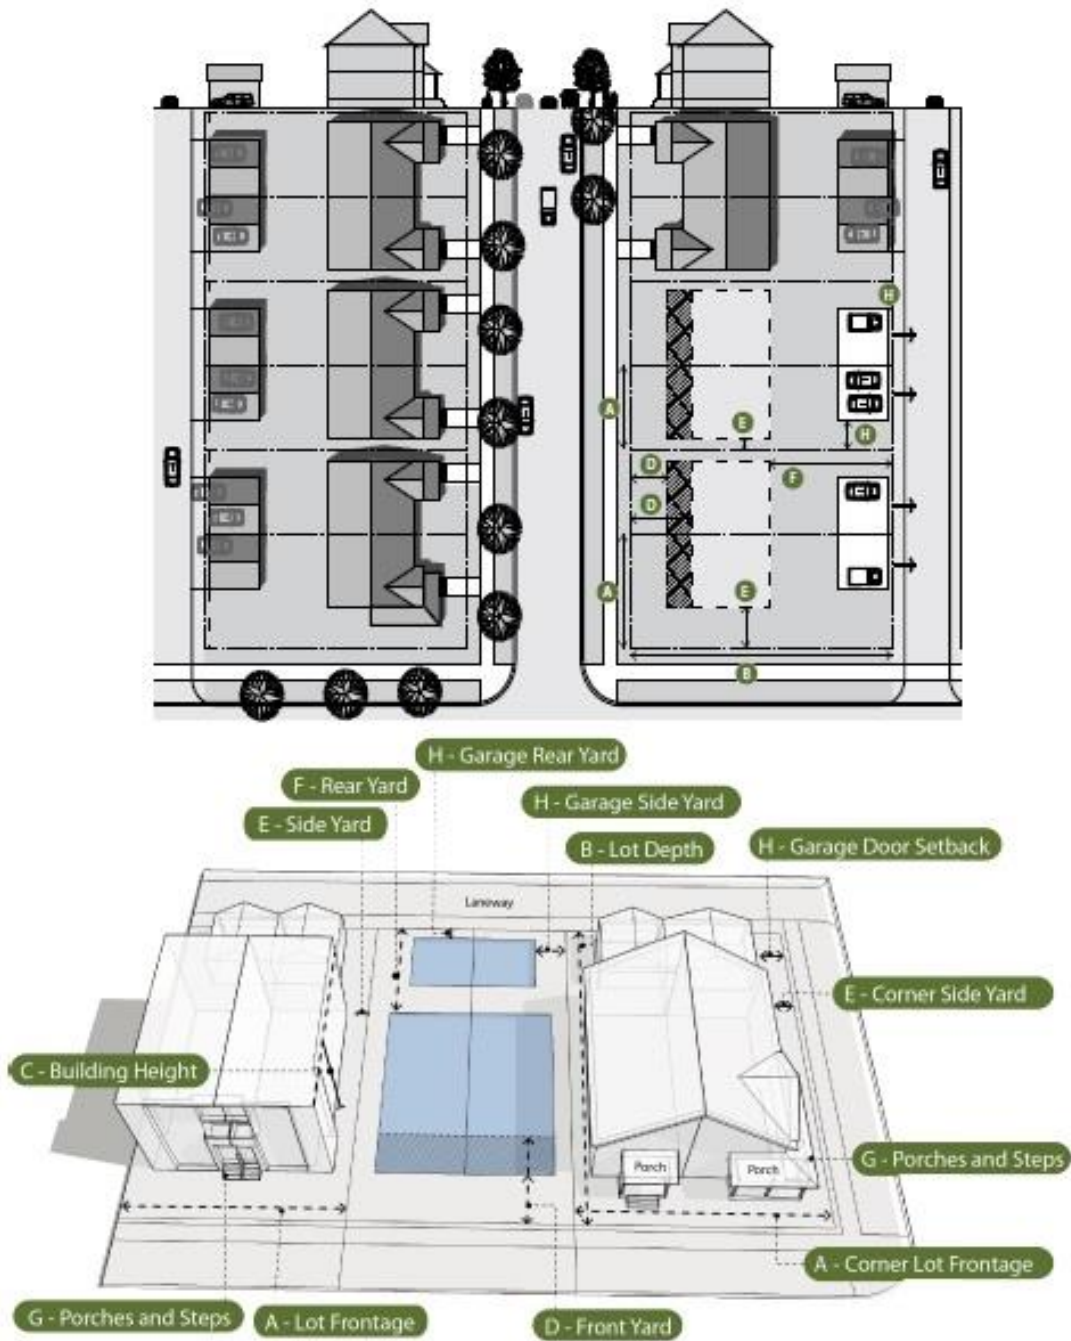 H
A
E
H
D
F
D
A
E
B
H - Garage Rear Yard
F - Rear Yard
H - Garage Side Yard
E - Side Yard
B - Lot Depth
H - Garage Door Setback
Laneway
E - Corner Side Yard
C - Building Height
G - Porches and Steps
Porch
Porch
A - Corner Lot Frontage
G - Porches and Steps
A - Lot Frontage
D - Front Yard